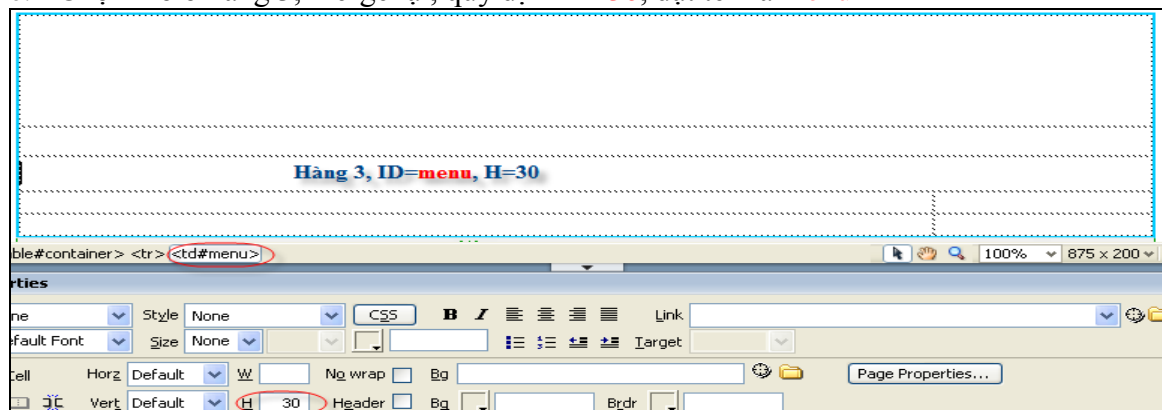 Hàng 3, ID=menu, H=30
ble#container> <tr> <td#menu> 100% 875 x 200
rties
ne Style None CSS B I Link
efault Font Size None Target
Cell Horz Default W No wrap Bg Page Properties...
Vert Default H 30 Header Bg Brdr